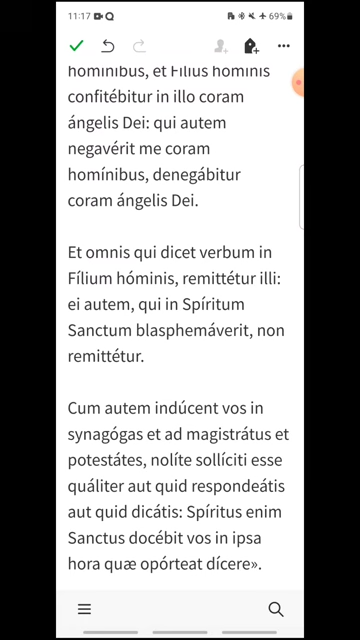 11:17
69%
hominibus, et Fílius hóminis
confitébitur in illo coram
ángelis Dei: qui autem
negavérit me coram
homínibus, denegábitur
coram ángelis Dei.
Et omnis qui dicet verbum in
Fílium hóminis, remittétur illi:
ei autem, qui in Spíritum
Sanctum blasphemáverit, non
remittétur.
Cum autem indúcent vos in
synagógas et ad magistrátus et
potestátes, nolíte sollíciti esse
quáliter aut quid respondeátis
aut quid dicátis: Spíritus enim
Sanctus docébit vos in ipsa
hora quæ opórteat dícere».